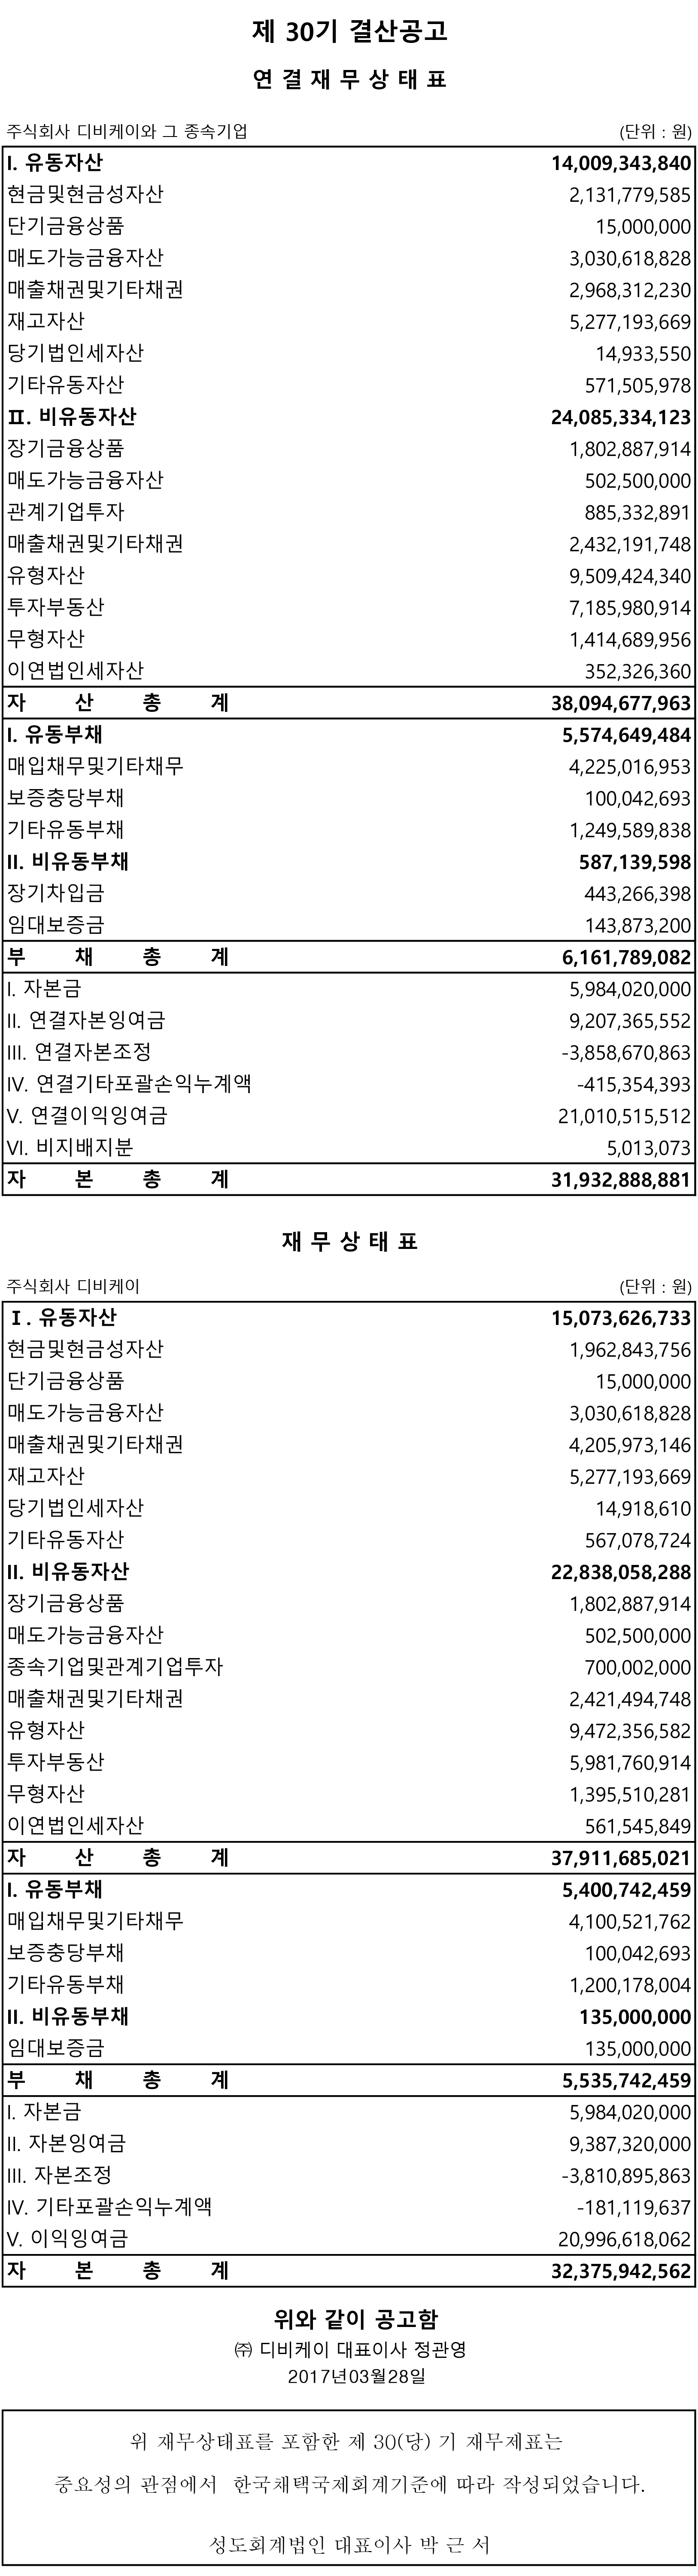 제 30기 결산공고
연 결 재 무 상 태 표
주식회사 디비케이와 그 종속기업 (단위 : 원)
I. 유동자산 14,009,343,840
현금및현금성자산 2,131,779,585
단기금융상품 15,000,000
매도가능금융자산 3,030,618,828
매출채권및기타채권 2,968,312,230
재고자산 5,277,193,669
당기법인세자산 14,933,550
기타유동자산 571,505,978
Ⅱ. 비유동자산 24,085,334,123
장기금융상품 1,802,887,914
매도가능금융자산 502,500,000
관계기업투자 885,332,891
매출채권및기타채권 2,432,191,748
유형자산 9,509,424,340
투자부동산 7,185,980,914
무형자산 1,414,689,956
이연법인세자산 352,326,360
자 산 총 계 38,094,677,963
I. 유동부채 5,574,649,484
매입채무및기타채무 4,225,016,953
보증충당부채 100,042,693
기타유동부채 1,249,589,838
II. 비유동부채 587,139,598
장기차입금 443,266,398
임대보증금 143,873,200
부 채 총 계 6,161,789,082
I. 자본금 5,984,020,000
II. 연결자본잉여금 9,207,365,552
III. 연결자본조정 -3,858,670,863
IV. 연결기타포괄손익누계액 -415,354,393
V. 연결이익잉여금 21,010,515,512
VI. 비지배지분 5,013,073
자 본 총 계 31,932,888,881
재 무 상 태 표
주식회사 디비케이 (단위 : 원)
Ⅰ. 유동자산 15,073,626,733
현금및현금성자산 1,962,843,756
단기금융상품 15,000,000
매도가능금융자산 3,030,618,828
매출채권및기타채권 4,205,973,146
재고자산 5,277,193,669
당기법인세자산 14,918,610
기타유동자산 567,078,724
II. 비유동자산 22,838,058,288
장기금융상품 1,802,887,914
매도가능금융자산 502,500,000
종속기업및관계기업투자 700,002,000
매출채권및기타채권 2,421,494,748
유형자산 9,472,356,582
투자부동산 5,981,760,914
무형자산 1,395,510,281
이연법인세자산 561,545,849
자 산 총 계 37,911,685,021
I. 유동부채 5,400,742,459
매입채무및기타채무 4,100,521,762
보증충당부채 100,042,693
기타유동부채 1,200,178,004
II. 비유동부채 135,000,000
임대보증금 135,000,000
부 채 총 계 5,535,742,459
I. 자본금 5,984,020,000
II. 자본잉여금 9,387,320,000
III. 자본조정 -3,810,895,863
IV. 기타포괄손익누계액 -181,119,637
V. 이익잉여금 20,996,618,062
자 본 총 계 32,375,942,562
위와 같이 공고함
㈜ 디비케이 대표이사 정관영
2017년03월28일
위 재무상태표를 포함한 제 30(당) 기 재무제표는
중요성의 관점에서 한국채택국제회계기준에 따라 작성되었습니다.
성도회계법인 대표이사 박 근 서